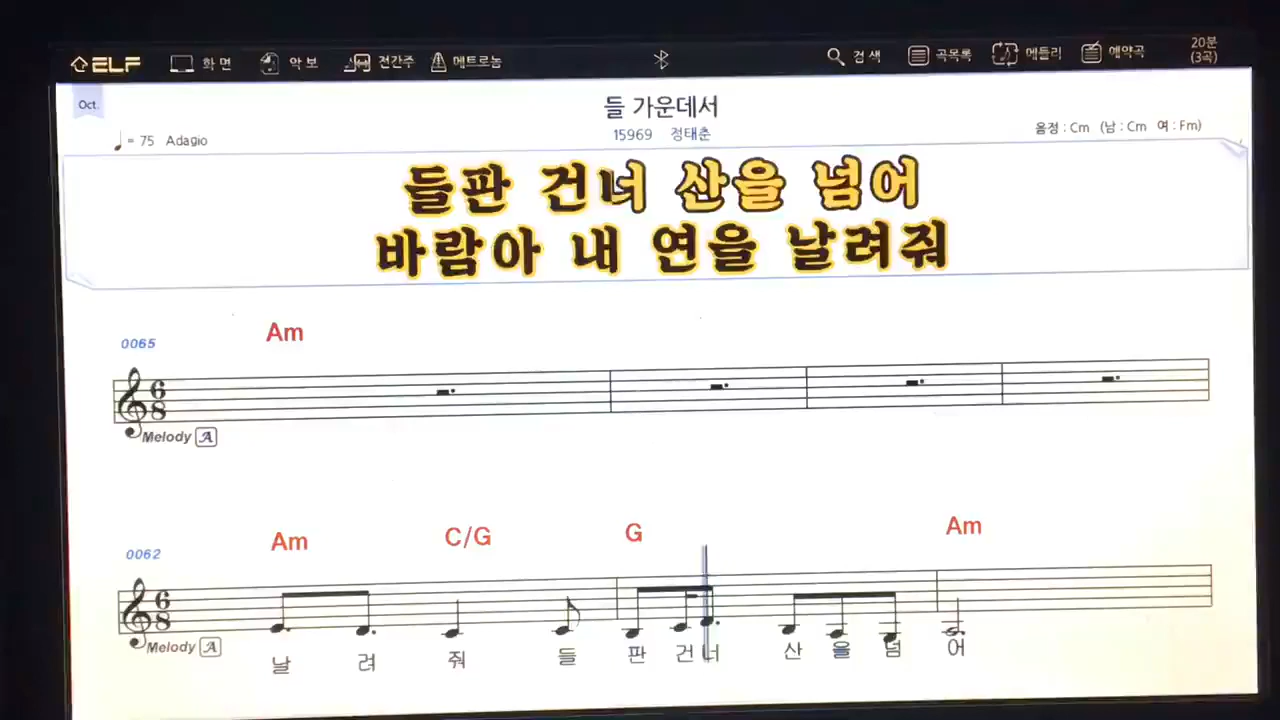 ELF 화면 악보 전간주 메트로놈 검색 곡목록 메들리 예약곡 20분 (3곡)
Oct.
들 가운데서
15969 정태춘
♩= 75 Adagio
음정 : Cm (남 : Cm 여 : Fm)
들판 건너 산을 넘어
바람아 내 연을 날려줘
0065 Am
6/8
Melody A
0062 Am C/G G Am
6/8
Melody A
날 려 줘 들 판 건 너 산 을 넘 어